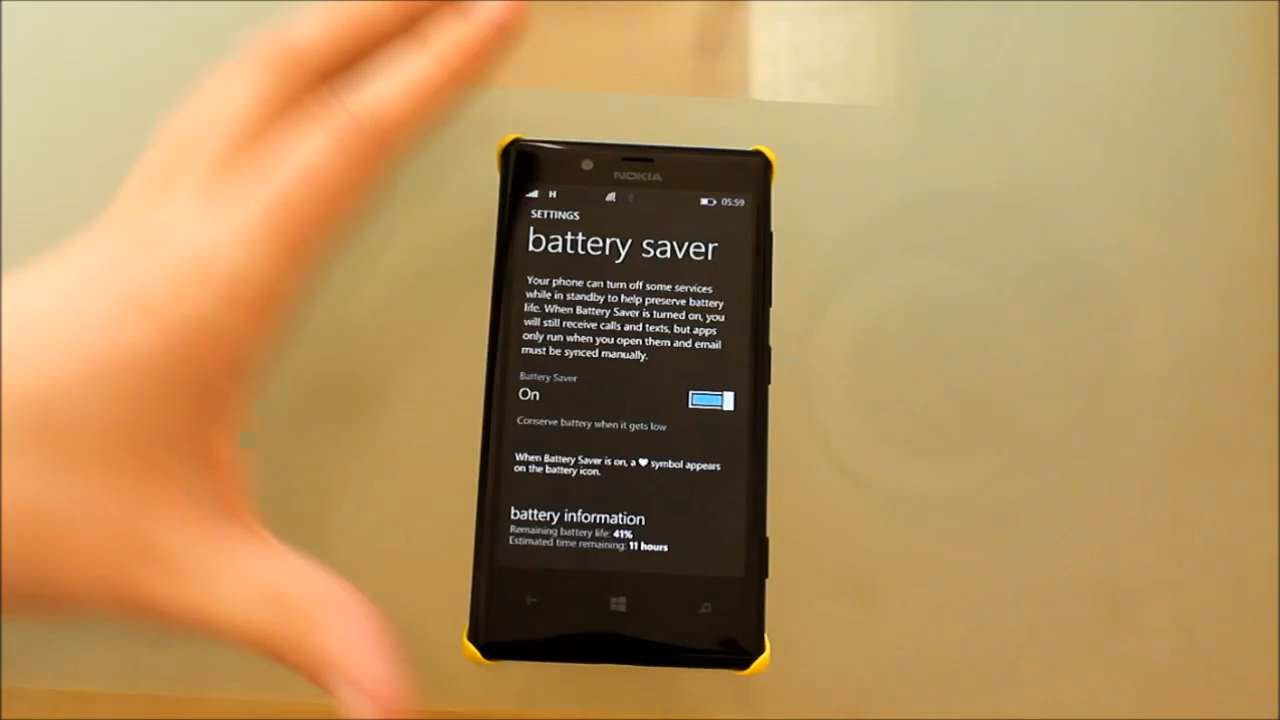 NOKIA
H 05:59
SETTINGS
battery saver
Your phone can turn off some services
while in standby to help preserve battery
life. When Battery Saver is turned on, you
will still receive calls and texts, but apps
only run when you open them and email
must be synced manually.
Battery Saver
On
Conserve battery when it gets low
When Battery Saver is on, a ♥ symbol appears
on the battery icon.
battery information
Remaining battery life: 41%
Estimated time remaining: 11 hours